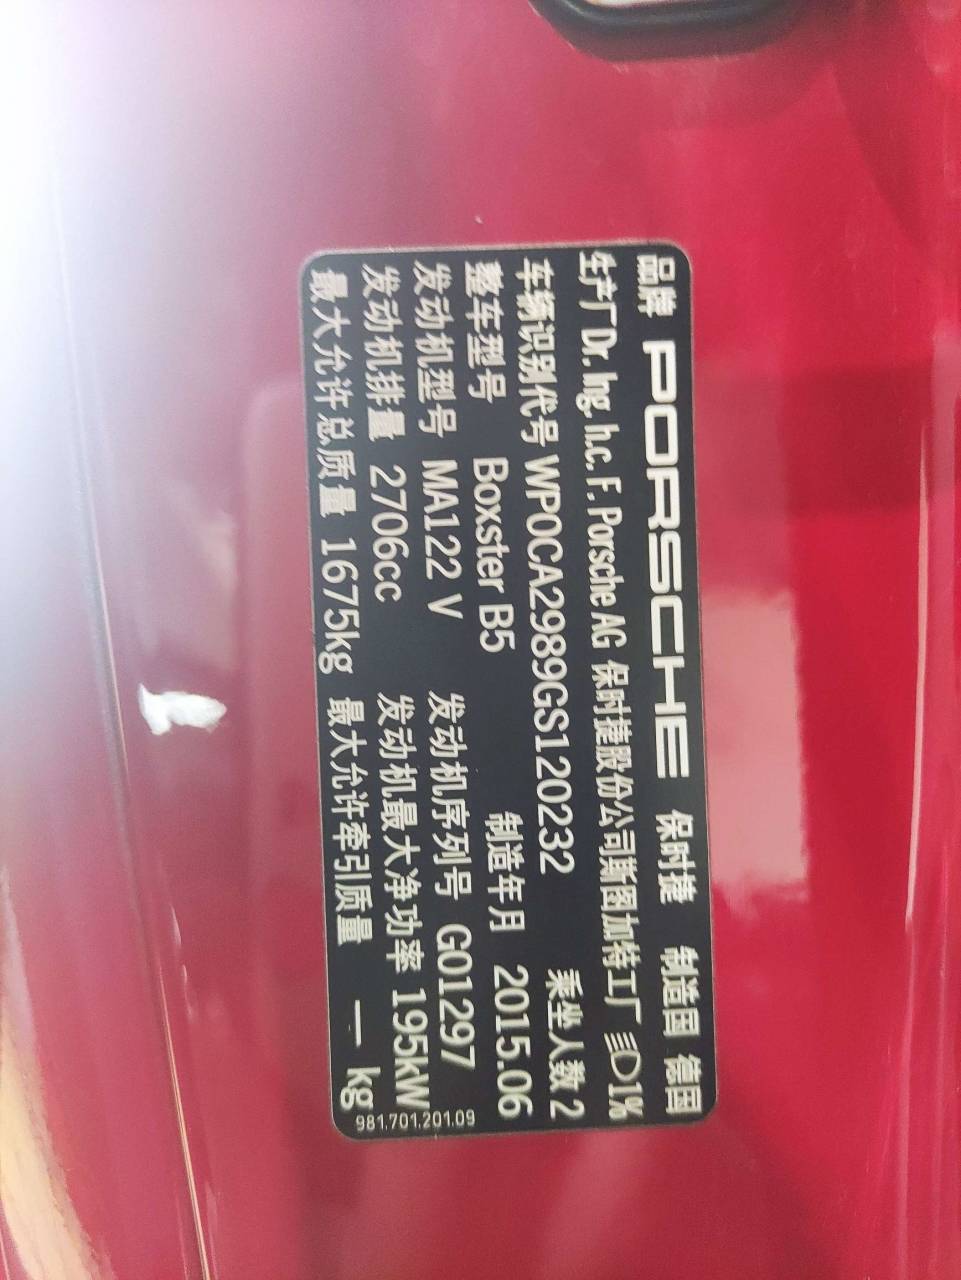 品牌 PORSCHE 保时捷 制造国 德国
生产厂 Dr. Ing. h.c. F. Porsche AG 保时捷股份公司斯图加特工厂 1%
车辆识别代号 WP0CA2989GS120232 乘坐人数 2
整车型号 Boxster B5 制造年月 2015.06
发动机型号 MA122 V 发动机序列号 G01297
发动机排量 2706cc 发动机最大净功率 195kW
最大允许总质量 1675kg 最大允许牵引质量 — kg
981.701.201.09